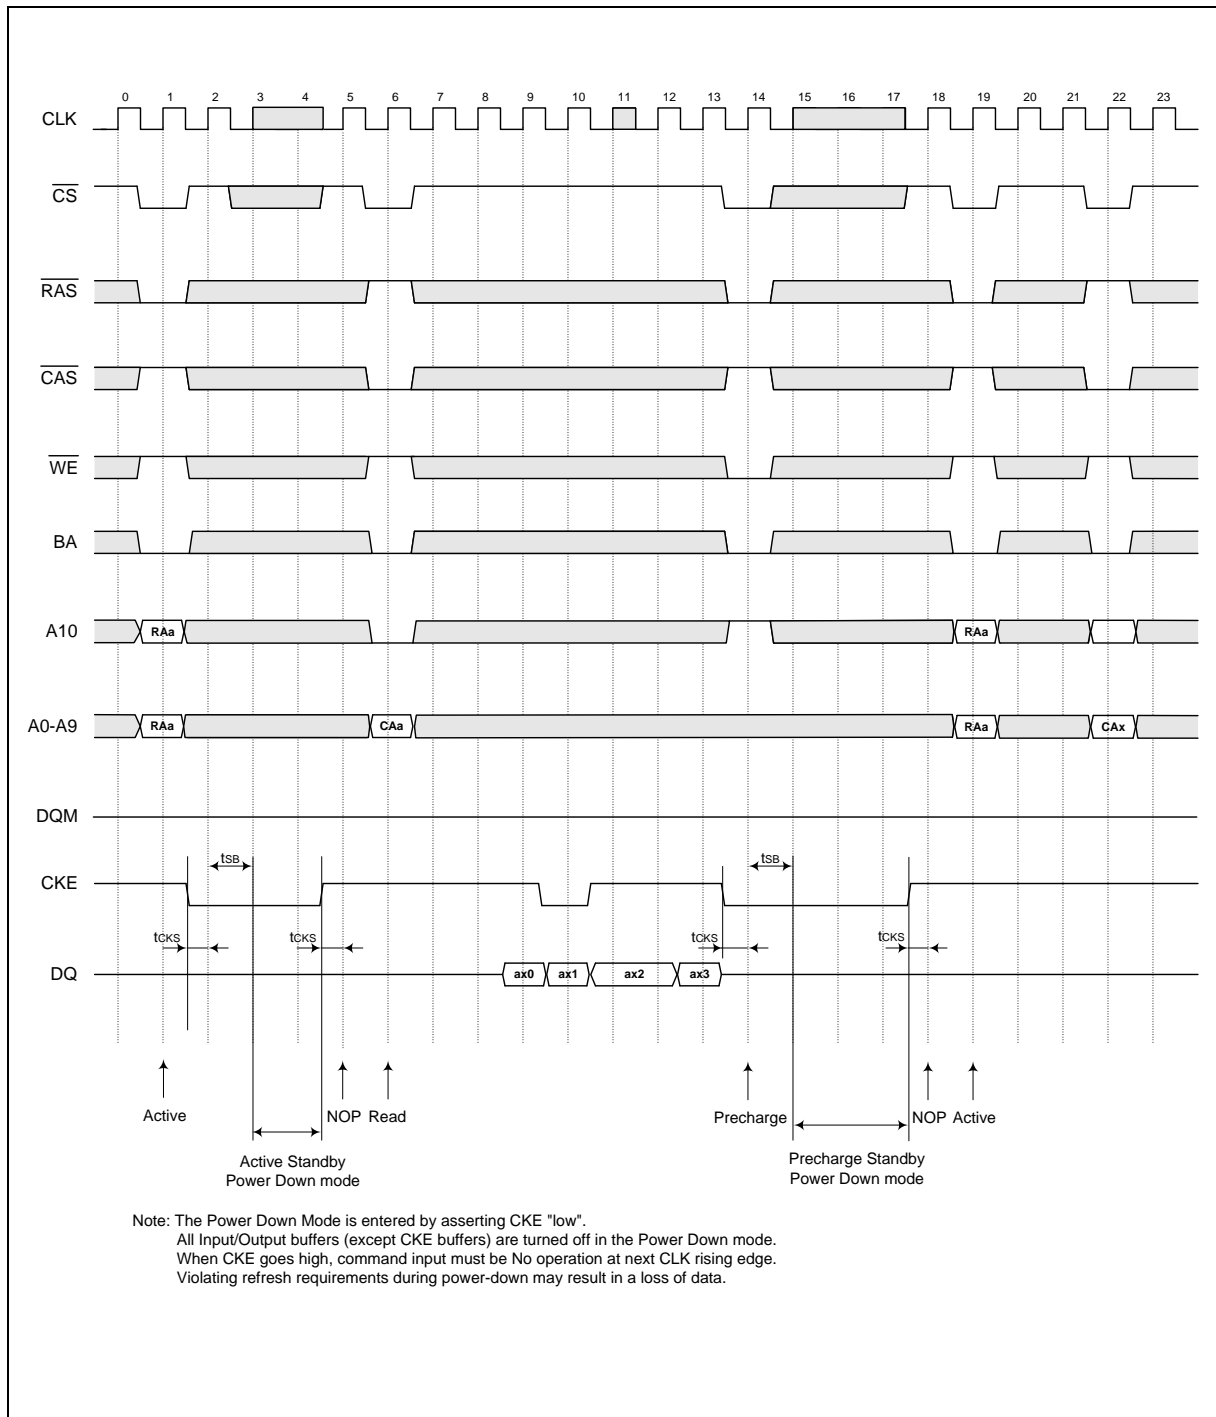 0 1 2 3 4 5 6 7 8 9 10 11 12 13 14 15 16 17 18 19 20 21 22 23
CLK
CS
RAS
CAS
WE
BA
A10 RAa RAa
A0-A9 RAa CAa RAa CAx
DQM
tSB tSB
CKE
tCKS tCKS tCKS tCKS
DQ ax0 ax1 ax2 ax3
Active NOP Read Precharge NOP Active
Active Standby
Power Down mode
Precharge Standby
Power Down mode
Note: The Power Down Mode is entered by asserting CKE "low".
All Input/Output buffers (except CKE buffers) are turned off in the Power Down mode.
When CKE goes high, command input must be No operation at next CLK rising edge.
Violating refresh requirements during power-down may result in a loss of data.